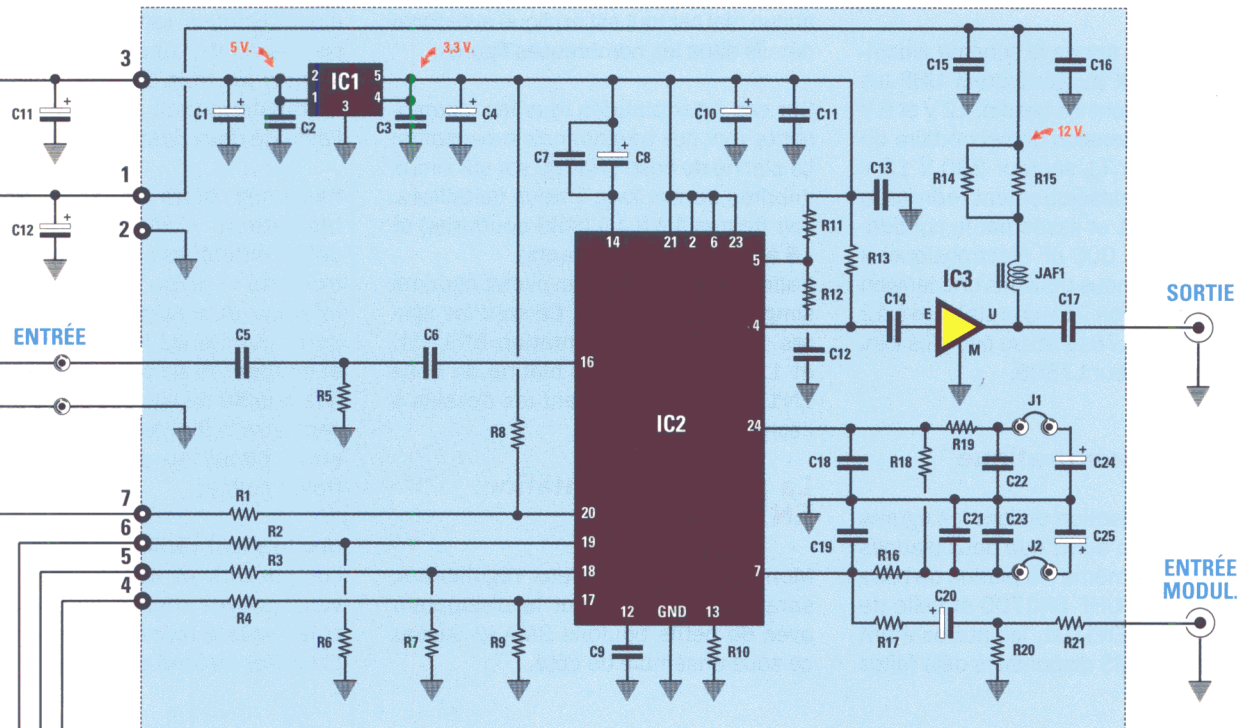 C15
C16
3
5 V.
3,3 V.
2
5
IC1
1
4
3
C11
+
C1
+
C2
C3
+
C4
C10
+
C11
12 V.
C7
+
C8
C13
R14
R15
1
C12
+
2
14
21
2
6
23
R11
5
R13
R12
IC3
JAF1
C14
E
U
M
C17
SORTIE
4
C12
ENTRÉE
C5
C6
16
R5
R8
IC2
24
J1
R19
C18
R18
C22
+
C24
7
R1
20
6
R2
19
5
R3
18
4
R4
17
C19
C21
C23
C25
+
R16
J2
7
ENTRÉE
MODUL.
C20
+
12
GND
13
R17
R21
R6
R7
R9
C9
R10
R20